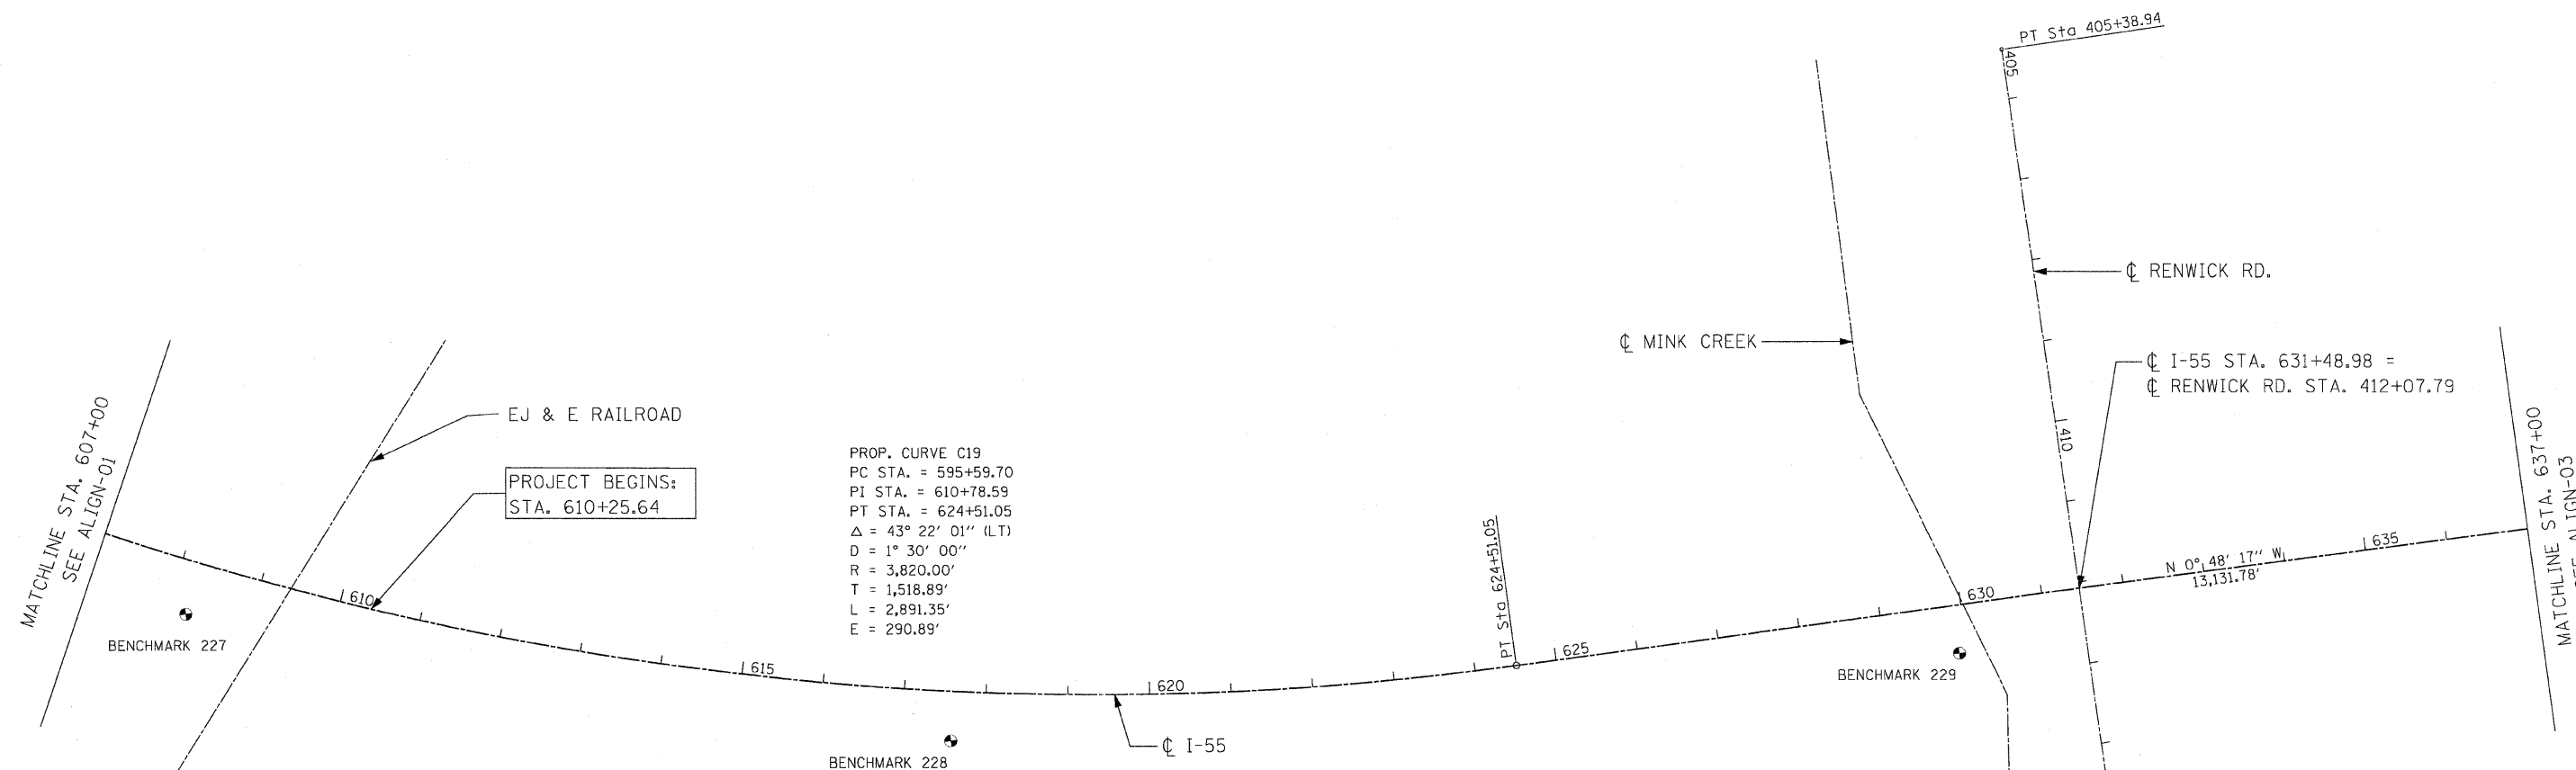 PT Sta 405+38.94
405
℄ RENWICK RD.
℄ MINK CREEK
℄ I-55 STA. 631+48.98 =
℄ RENWICK RD. STA. 412+07.79
MATCHLINE STA. 607+00
SEE ALIGN-01
EJ & E RAILROAD
PROJECT BEGINS:
STA. 610+25.64
PROP. CURVE C19
PC STA. = 595+59.70
PI STA. = 610+78.59
PT STA. = 624+51.05
Δ = 43° 22' 01'' (LT)
D = 1° 30' 00''
R = 3,820.00'
T = 1,518.89'
L = 2,891.35'
E = 290.89'
410
MATCHLINE STA. 637+00
SEE ALIGN-03
PT Sta 624+51.05
N 0° 48' 17'' W
13,131.78'
610
615
620
625
630
635
BENCHMARK 227
BENCHMARK 229
℄ I-55
BENCHMARK 228